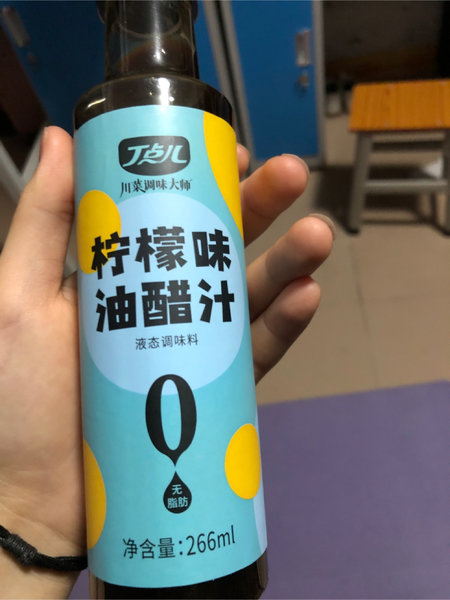 丁点儿
川菜调味大师
柠檬味
油醋汁
液态调味料
0
无
脂肪
净含量:266ml